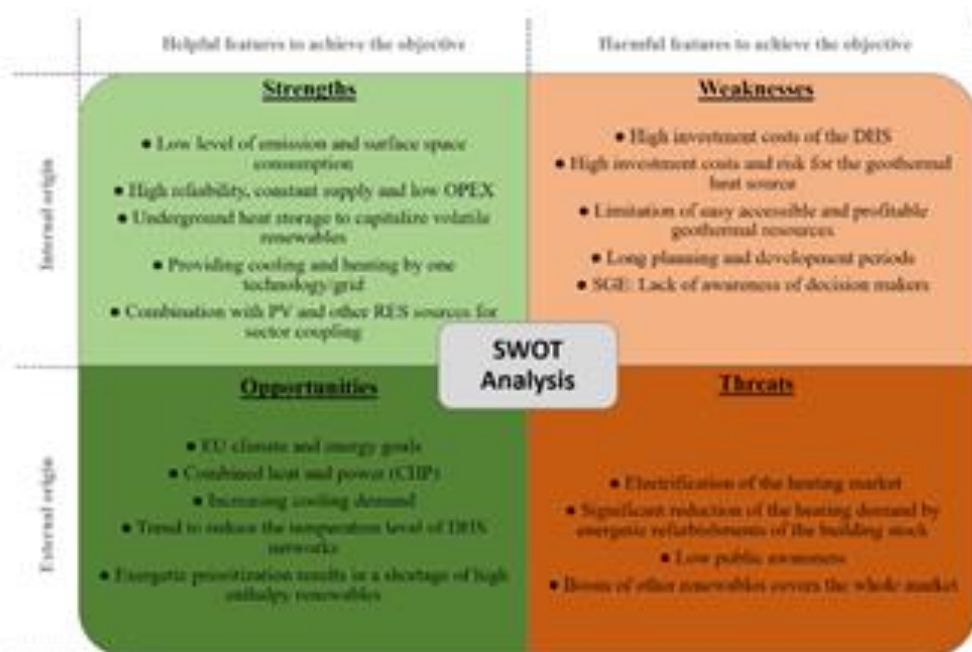 Helpful features to achieve the objective
Harmful features to achieve the objective
Internal origin
Strengths
● Low level of emission and surface space
consumption
● High reliability, constant supply and low OPEX
● Underground heat storage to capitalize volatile
renewables
● Providing cooling and heating by one
technology/grid
● Combination with PV and other RES sources for
sector coupling
Weaknesses
● High investment costs of the DHS
● High investment costs and risk for the geothermal
heat source
● Limitation of easy accessible and profitable
geothermal resources
● Long planning and development periods
● SGE: Lack of awareness of decision makers
SWOT
Analysis
External origin
Opportunities
● EU climate and energy goals
● Combined heat and power (CHP)
● Increasing cooling demand
● Trend to reduce the temperature level of DHS
networks
● Exergetic prioritization results in a shortage of high
enthalpy renewables
Threats
● Electrification of the heating market
● Significant reduction of the heating demand by
energetic refurbishments of the building stock
● Low public awareness
● Boom of other renewables covers the whole market